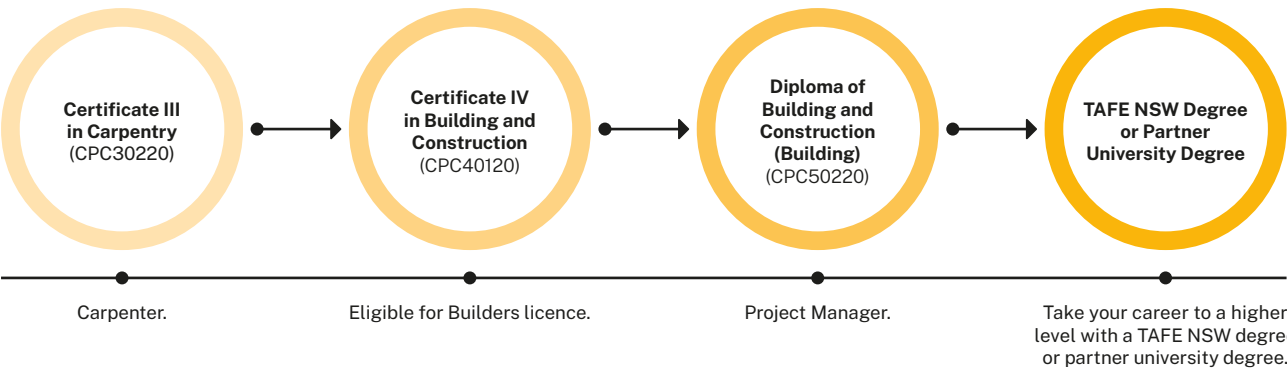 Certificate III
in Carpentry
(CPC30220)
Certificate IV
in Building and
Construction
(CPC40120)
Diploma of
Building and
Construction
(Building)
(CPC50220)
TAFE NSW Degree
or Partner
University Degree
Carpenter.
Eligible for Builders licence.
Project Manager.
Take your career to a higher
level with a TAFE NSW degre
or partner university degree.